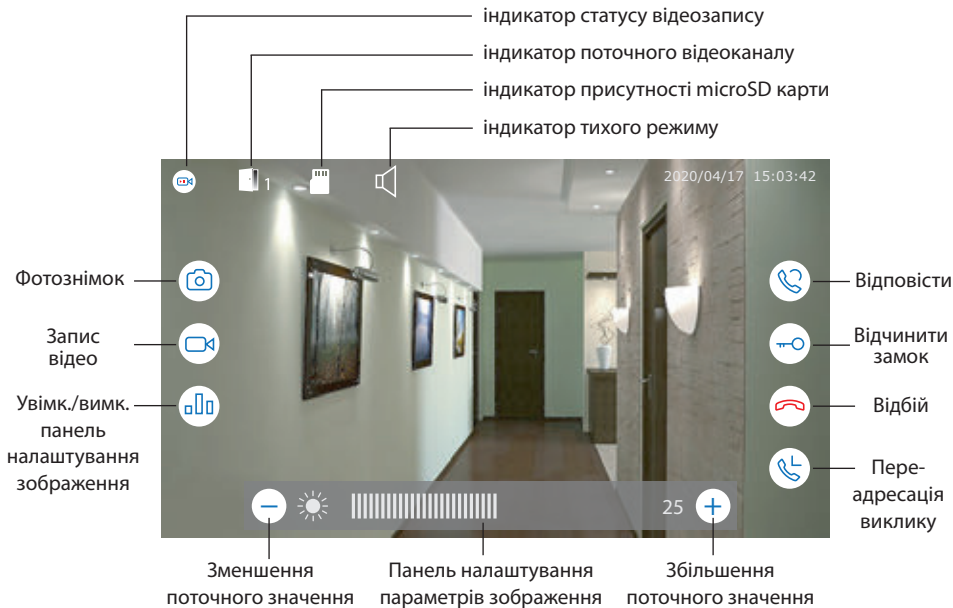 індикатор статусу відеозапису
індикатор поточного відеоканалу
індикатор присутності microSD карти
індикатор тихого режиму
1
2020/04/17 15:03:42
Фотознімок
Запис
відео
Увімк./вимк.
панель
налаштування
зображення
Відповісти
Відчинити
замок
Відбій
Пере-
адресація
виклику
25
Зменшення
поточного значення
Панель налаштування
параметрів зображення
Збільшення
поточного значення